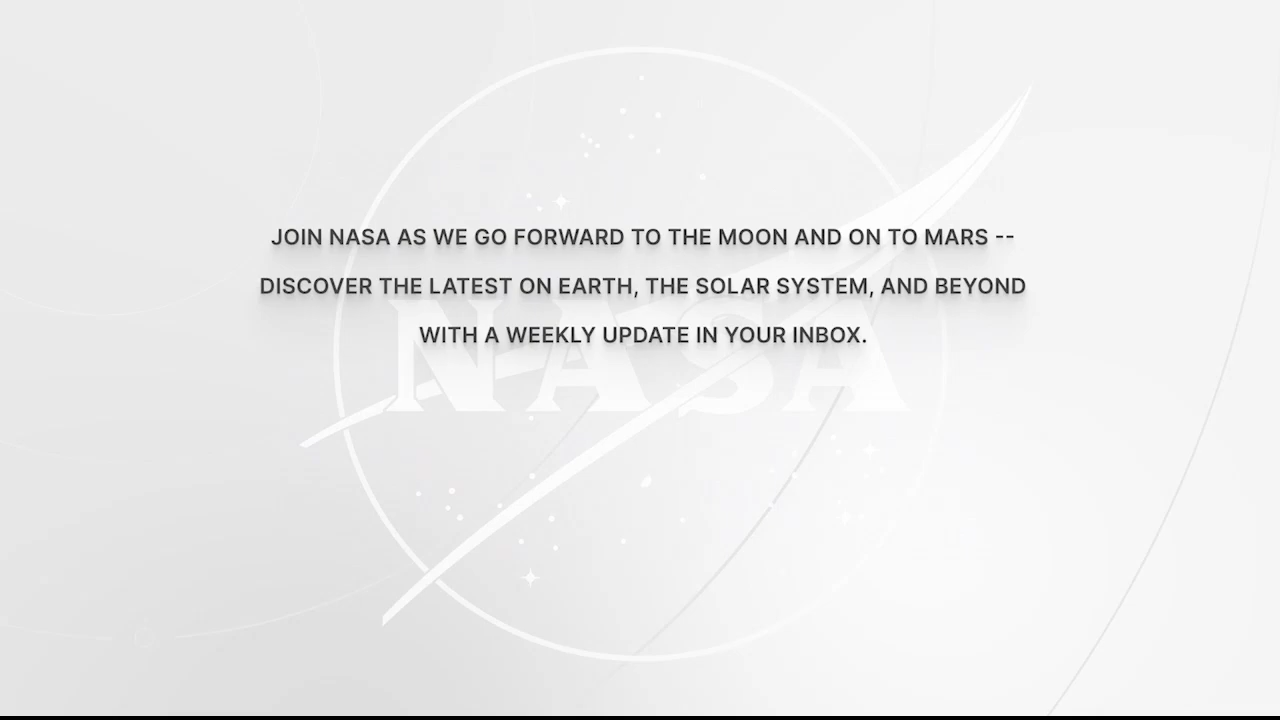 JOIN NASA AS WE GO FORWARD TO THE MOON AND ON TO MARS --
DISCOVER THE LATEST ON EARTH, THE SOLAR SYSTEM, AND BEYOND
WITH A WEEKLY UPDATE IN YOUR INBOX.
NASA